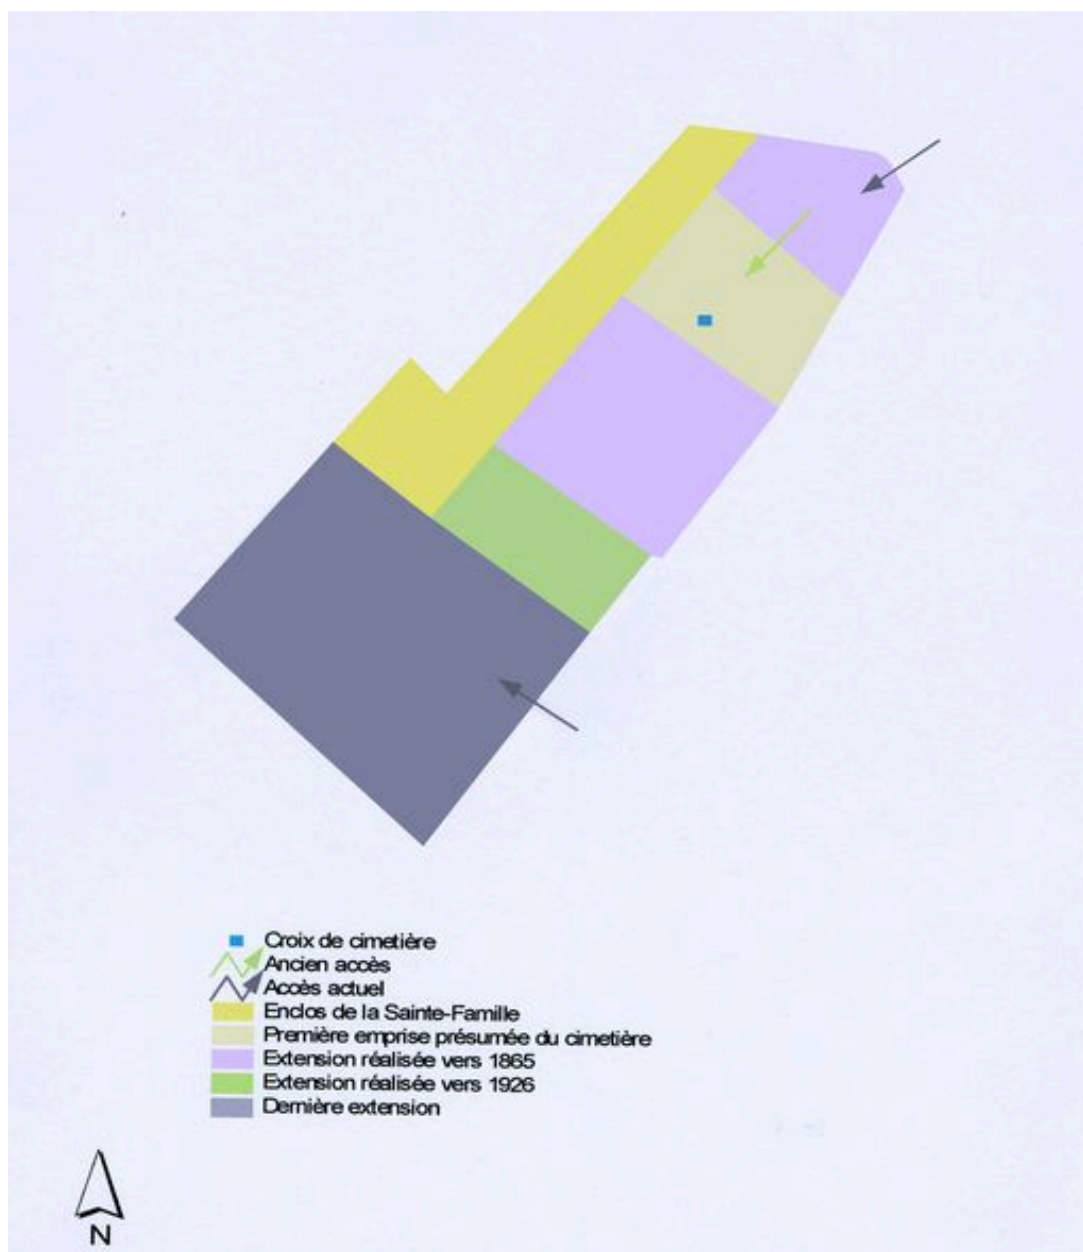 Croix de cimetière
Ancien accès
Accès actuel
Enclos de la Sainte-Famille
Première emprise présumée du cimetière
Extension réalisée vers 1865
Extension réalisée vers 1926
Dernière extension
N